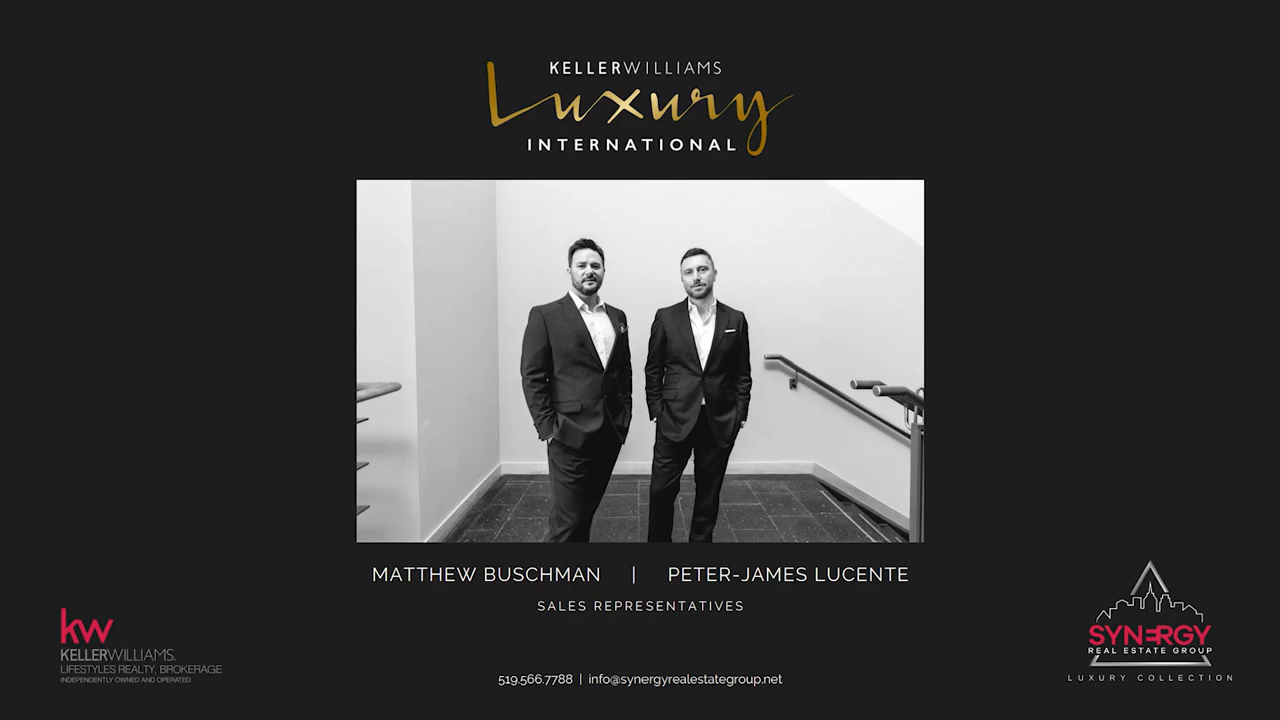 KELLERWILLIAMS
Luxury
INTERNATIONAL
MATTHEW BUSCHMAN | PETER-JAMES LUCENTE
SALES REPRESENTATIVES
kw
KELLERWILLIAMS.
LIFESTYLES REALTY, BROKERAGE
INDEPENDENTLY OWNED AND OPERATED
519.566.7788 | info@synergyrealestategroup.net
SYNERGY
REAL ESTATE GROUP
LUXURY COLLECTION